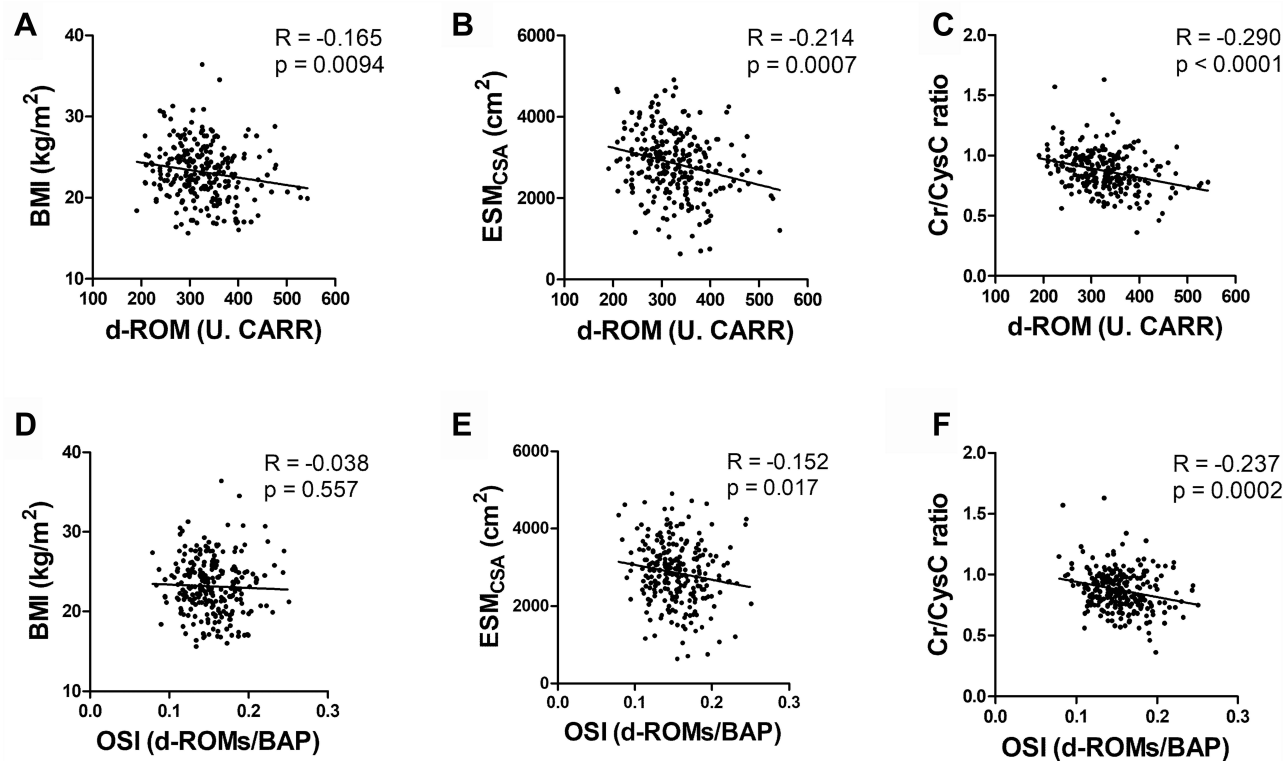 A
R = -0.165
p = 0.0094
BMI (kg/m²)
40
30
20
10
100 200 300 400 500 600
d-ROM (U. CARR)
B
R = -0.214
p = 0.0007
ESM_CSA (cm²)
6000
4000
2000
0
100 200 300 400 500 600
d-ROM (U. CARR)
C
R = -0.290
p < 0.0001
Cr/CysC ratio
2.0
1.5
1.0
0.5
0.0
100 200 300 400 500 600
d-ROM (U. CARR)
D
R = -0.038
p = 0.557
BMI (kg/m²)
40
30
20
10
0.0 0.1 0.2 0.3
OSI (d-ROMs/BAP)
E
R = -0.152
p = 0.017
ESM_CSA (cm²)
6000
4000
2000
0
0.0 0.1 0.2 0.3
OSI (d-ROMs/BAP)
F
R = -0.237
p = 0.0002
Cr/CysC ratio
2.0
1.5
1.0
0.5
0.0
0.0 0.1 0.2 0.3
OSI (d-ROMs/BAP)